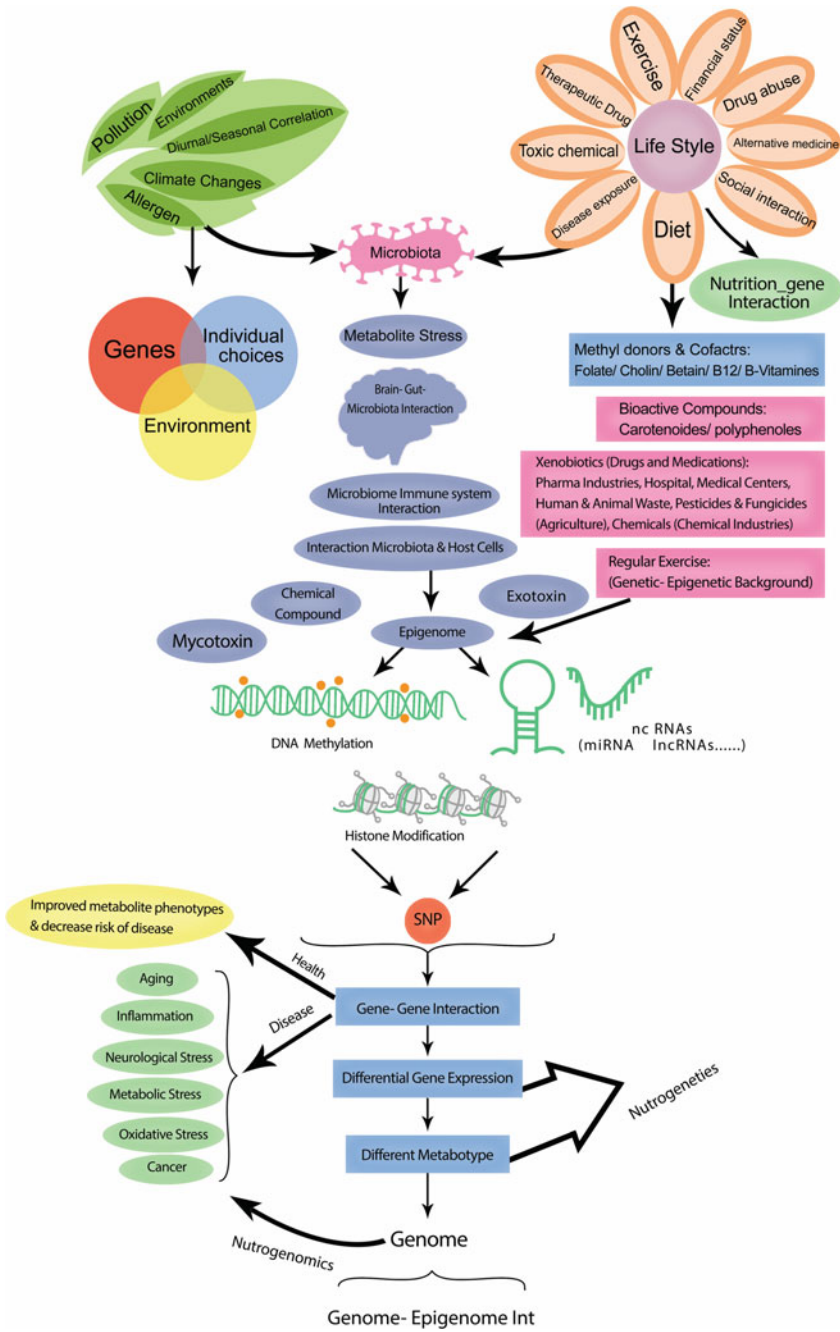 Pollution
Environments
Diurnal/Seasonal Correlation
Climate Changes
Allergen
Exercise
Financial status
Therapeutic Drug
Drug abuse
Toxic chemical
Life Style
Alternative medicine
Disease exposure
Social interaction
Diet
Microbiota
Nutrition_gene
Interaction
Genes
Individual
choices
Environment
Metabolite Stress
Brain- Gut-
Microbiota Interaction
Microbiome Immune system
Interaction
Interaction Microbiota & Host Cells
Methyl donors & Cofactrs:
Folate/ Cholin/ Betain/ B12/ B-Vitamines
Bioactive Compounds:
Carotenoides/ polyphenoles
Xenobiotics (Drugs and Medications):
Pharma Industries, Hospital, Medical Centers,
Human & Animal Waste, Pesticides & Fungicides
(Agriculture), Chemicals (Chemical Industries)
Regular Exercise:
(Genetic- Epigenetic Background)
Chemical
Compound
Exotoxin
Mycotoxin
Epigenome
DNA Methylation
nc RNAs
(miRNA lncRNAs......)
Histone Modification
SNP
Improved metabolite phenotypes
& decrease risk of disease
Health
Disease
Aging
Inflammation
Neurological Stress
Metabolic Stress
Oxidative Stress
Cancer
Gene- Gene Interaction
Differential Gene Expression
Different Metabotype
Nutrogeneties
Genome
Nutrogenomics
Genome- Epigenome Int